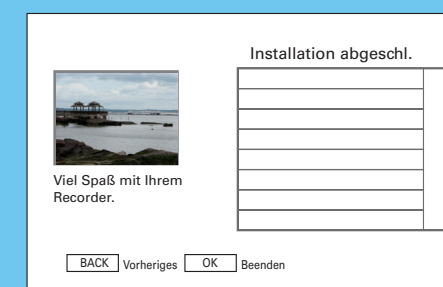 Installation abgeschl.
Viel Spaß mit Ihrem
Recorder.
BACK Vorheriges OK Beenden